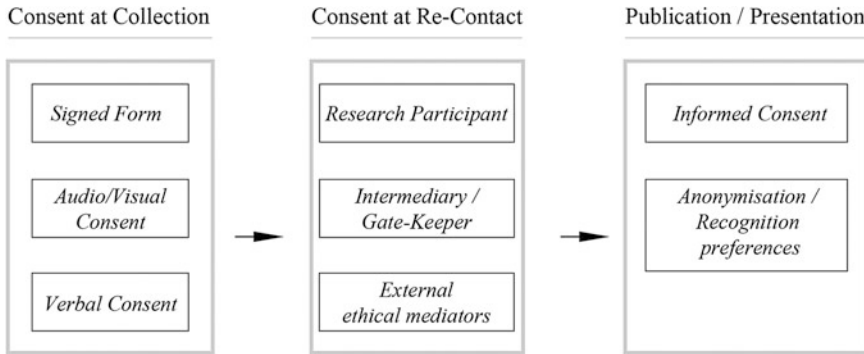 Consent at Collection
Signed Form
Audio/Visual
Consent
Verbal Consent
Consent at Re-Contact
Research Participant
Intermediary /
Gate-Keeper
External
ethical mediators
Publication / Presentation
Informed Consent
Anonymisation /
Recognition
preferences